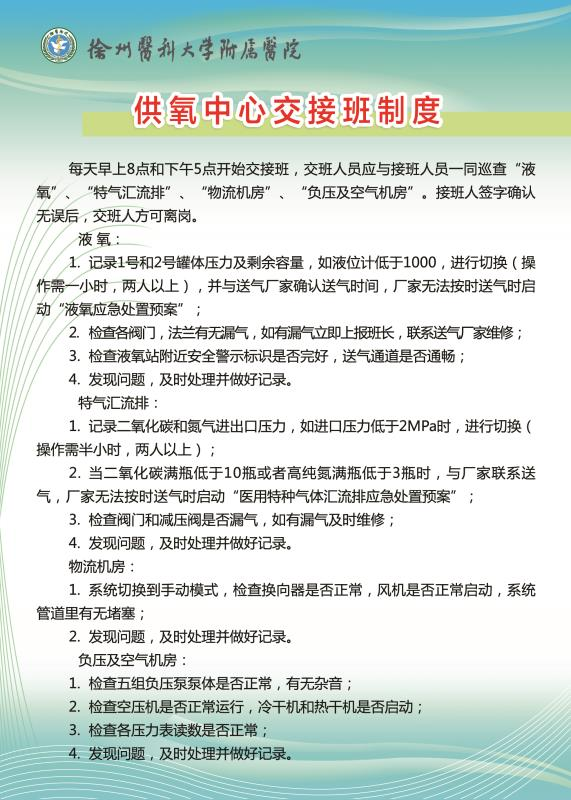 徐州醫科大学附属醫院
供氧中心交接班制度
每天早上8点和下午5点开始交接班，交班人员应与接班人员一同巡查“液
氧”、“特气汇流排”、“物流机房”、“负压及空气机房”。接班人签字确认
无误后，交班人方可离岗。
液 氧：
1. 记录1号和2号罐体压力及剩余容量，如液位计低于1000，进行切换（操
作需一小时，两人以上），并与送气厂家确认送气时间，厂家无法按时送气时启
动“液氧应急处置预案”；
2. 检查各阀门，法兰有无漏气，如有漏气立即上报班长，联系送气厂家维修；
3. 检查液氧站附近安全警示标识是否完好，送气通道是否通畅；
4. 发现问题，及时处理并做好记录。
特气汇流排：
1. 记录二氧化碳和氮气进出口压力，如进口压力低于2MPa时，进行切换（
操作需半小时，两人以上）；
2. 当二氧化碳满瓶低于10瓶或者高纯氮满瓶低于3瓶时，与厂家联系送
气，厂家无法按时送气时启动“医用特种气体汇流排应急处置预案”；
3. 检查阀门和减压阀是否漏气，如有漏气及时维修；
4. 发现问题，及时处理并做好记录。
物流机房：
1. 系统切换到手动模式，检查换向器是否正常，风机是否正常启动，系统
管道里有无堵塞；
2. 发现问题，及时处理并做好记录。
负压及空气机房：
1. 检查五组负压泵泵体是否正常，有无杂音；
2. 检查空压机是否正常运行，冷干机和热干机是否启动；
3. 检查各压力表读数是否正常；
4. 发现问题，及时处理并做好记录。